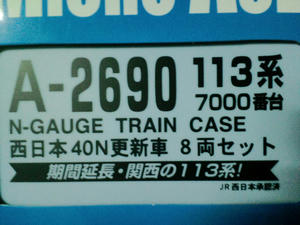 MICRO ACE
A-2690 113系
7000番台
N-GAUGE TRAIN CASE
西日本40N更新車 8両セット
期間延長・関西の113系!
JR西日本承認済